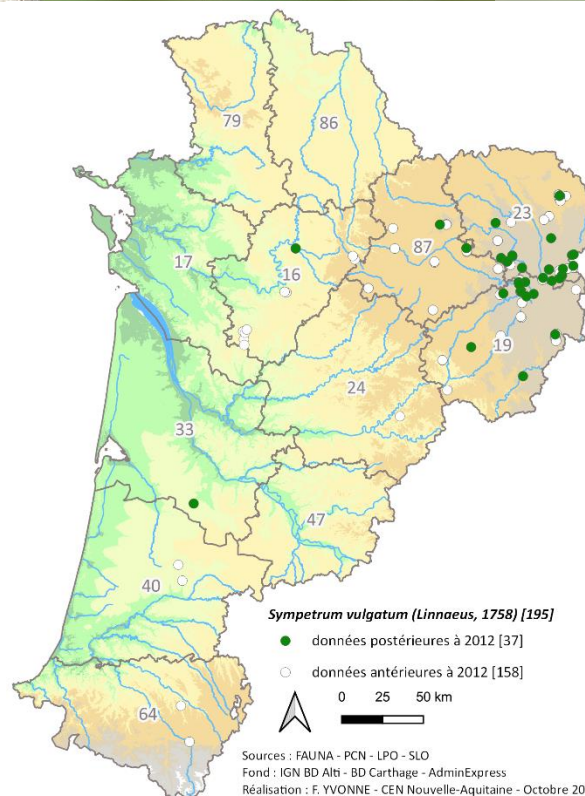 79
86
23
17
87
16
19
24
33
47
40
Sympetrum vulgatum (Linnaeus, 1758) [195]
données postérieures à 2012 [37]
données antérieures à 2012 [158]
64
0 25 50 km
Sources : FAUNA - PCN - LPO - SLO
Fond : IGN BD Alti - BD Carthage - AdminExpress
Réalisation : F. YVONNE - CEN Nouvelle-Aquitaine - Octobre